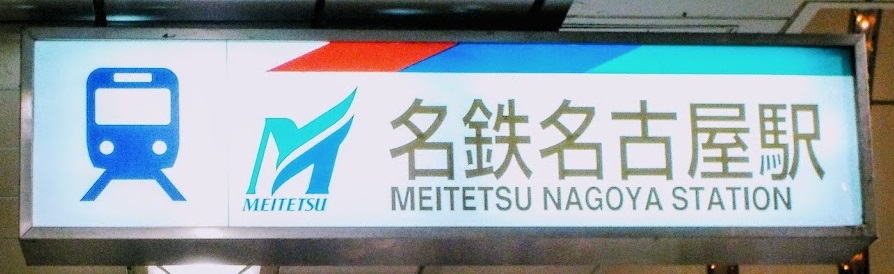 MEITETSU
名鉄名古屋駅
MEITETSU NAGOYA STATION